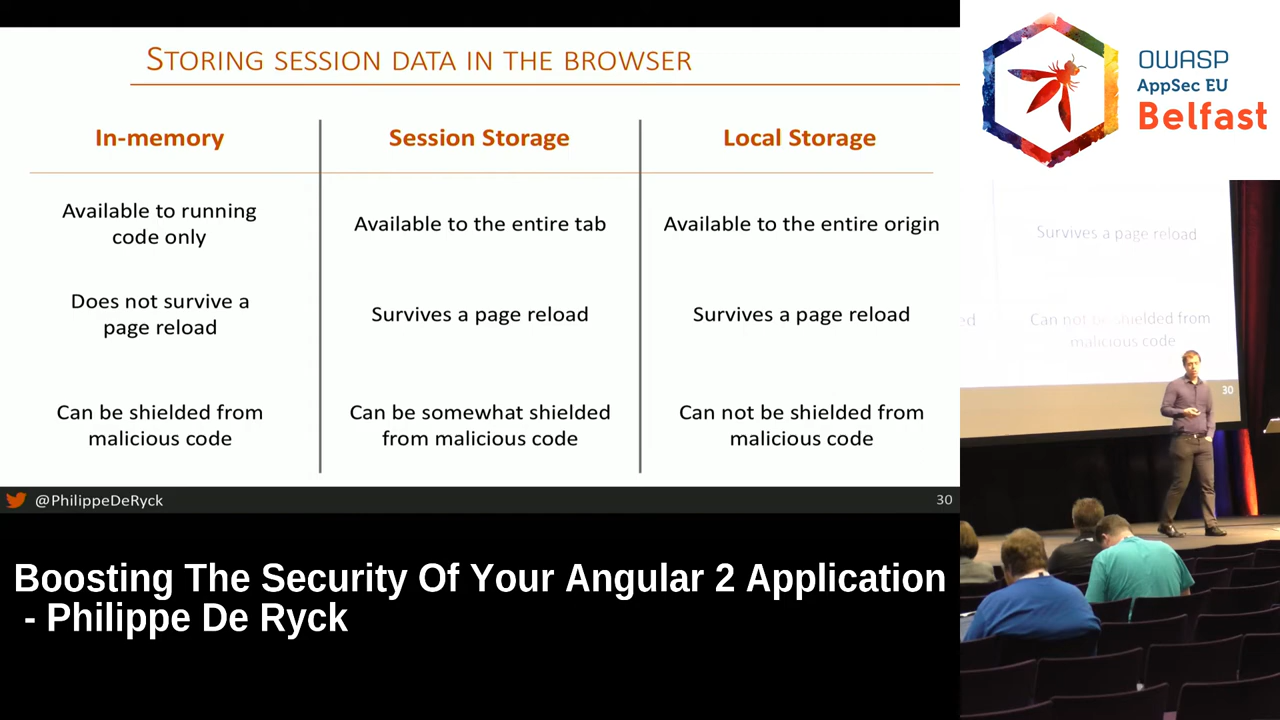 STORING SESSION DATA IN THE BROWSER
In-memory
Session Storage
Local Storage
Available to running
code only
Available to the entire tab
Available to the entire origin
Does not survive a
page reload
Survives a page reload
Survives a page reload
Can be shielded from
malicious code
Can be somewhat shielded
from malicious code
Can not be shielded from
malicious code
@PhilippeDeRyck
30
OWASP
AppSec EU
Belfast
Survives a page reload
ed
Can not be shielded from
malicious code
30
Boosting The Security Of Your Angular 2 Application
- Philippe De Ryck